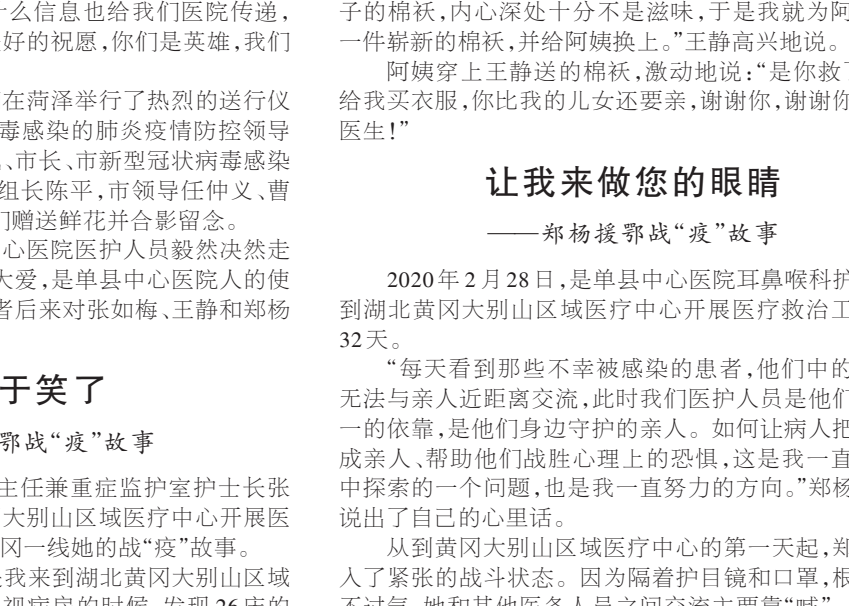 什么信息也给我们医院传递，
好的祝愿，你们是英雄，我们
在菏泽举行了热烈的送行仪
毒感染的肺炎疫情防控领导
、市长、市新型冠状病毒感染
组长陈平，市领导任仲义、曹
们赠送鲜花并合影留念。
心医院医护人员毅然决然走
大爱，是单县中心医院人的使
者后来对张如梅、王静和郑杨
于笑了
鄂战“疫”故事
主任兼重症监护室护士长张
大别山区域医疗中心开展医
冈一线她的战“疫”故事。
是我来到湖北黄冈大别山区域
视病房的时候，发现26床的
子的棉袄，内心深处十分不是滋味，于是我就为阿
一件崭新的棉袄，并给阿姨换上。”王静高兴地说。
阿姨穿上王静送的棉袄，激动地说：“是你救了
给我买衣服，你比我的儿女还要亲，谢谢你，谢谢你
医生！”
让我来做您的眼睛
——郑杨援鄂战“疫”故事
2020年2月28日，是单县中心医院耳鼻喉科护
到湖北黄冈大别山区域医疗中心开展医疗救治工
32天。
“每天看到那些不幸被感染的患者，他们中的
无法与亲人近距离交流，此时我们医护人员是他们
一的依靠，是他们身边守护的亲人。如何让病人把
成亲人、帮助他们战胜心理上的恐惧，这是我一直
中探索的一个问题，也是我一直努力的方向。”郑杨
说出了自己的心里话。
从到黄冈大别山区域医疗中心的第一天起，郑
入了紧张的战斗状态。因为隔着护目镜和口罩，根
不过气，她和其他医务人员之间交流主要靠“喊”，